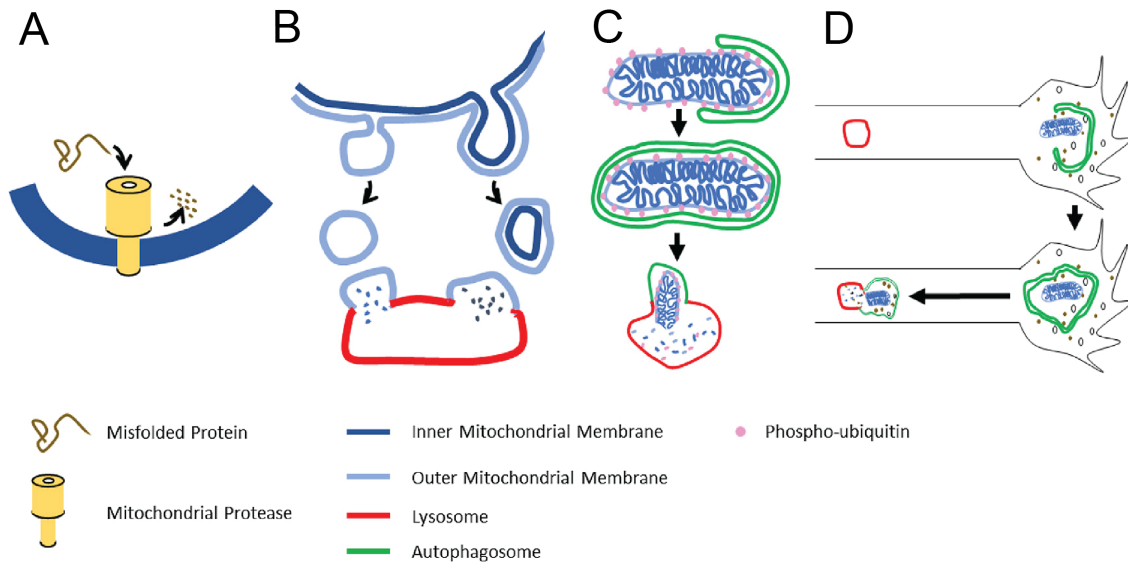 A
B
C
D
Misfolded Protein
Mitochondrial Protease
Inner Mitochondrial Membrane
Outer Mitochondrial Membrane
Lysosome
Autophagosome
Phospho-ubiquitin